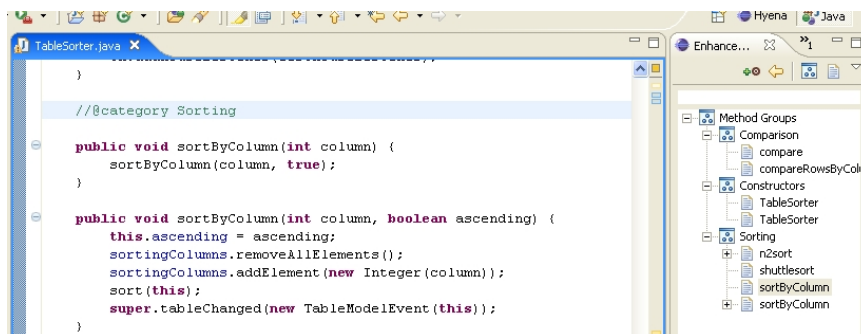 Hyena Java
TableSorter.java
Enhance... »1
}
//@category Sorting
public void sortByColumn(int column) {
sortByColumn(column, true);
}
public void sortByColumn(int column, boolean ascending) {
this.ascending = ascending;
sortingColumns.removeAllElements();
sortingColumns.addElement(new Integer(column));
sort(this);
super.tableChanged(new TableModelEvent(this));
}
Method Groups
Comparison
compare
compareRowsByColu
Constructors
TableSorter
TableSorter
Sorting
n2sort
shuttlesort
sortByColumn
sortByColumn